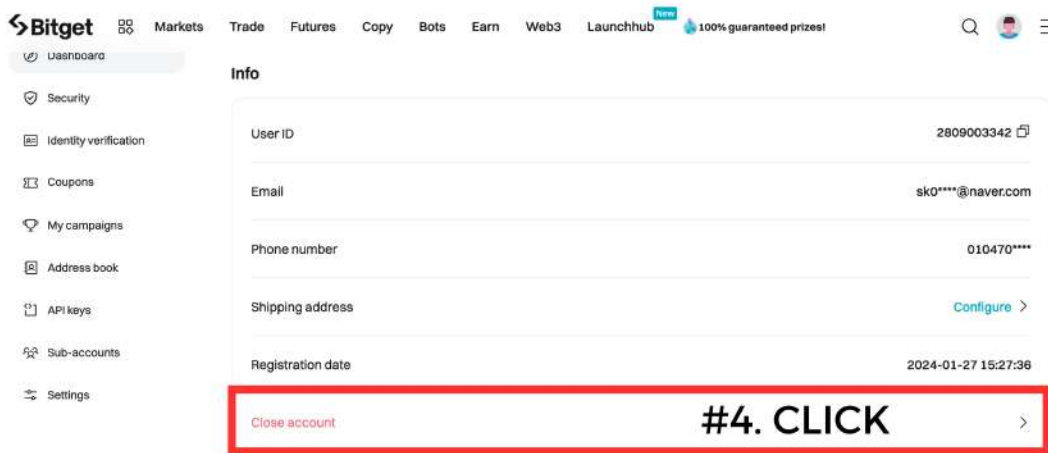 Bitget Markets Trade Futures Copy Bots Earn Web3 Launchhub New 100% guaranteed prizes!
Dashboard
Security
Identity verification
Coupons
My campaigns
Address book
API keys
Sub-accounts
Settings
Info
User ID 2809003342
Email sk0****@naver.com
Phone number 010470****
Shipping address Configure >
Registration date 2024-01-27 15:27:36
Close account #4. CLICK >